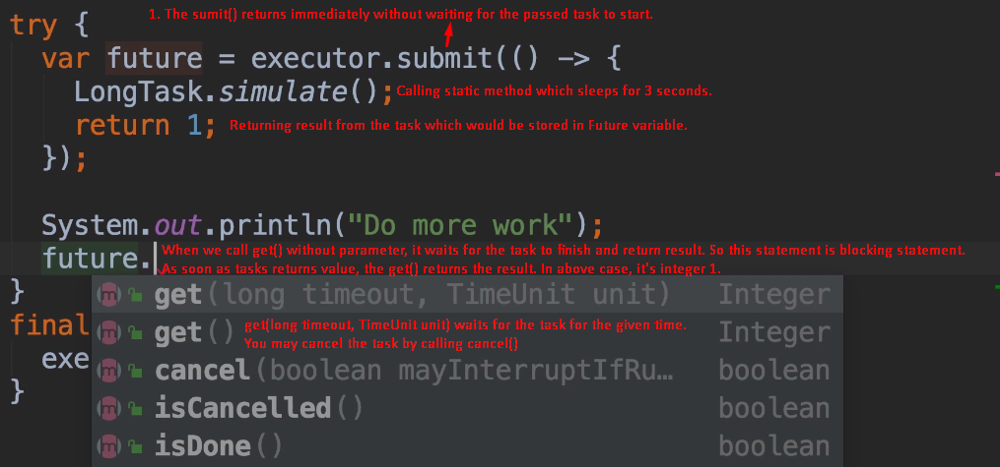 1. The sumit() returns immediately without waiting for the passed task to start.
try {
var future = executor.submit(() -> {
LongTask.simulate(); Calling static method which sleeps for 3 seconds.
return 1; Returning result from the task which would be stored in Future variable.
});
System.out.println("Do more work");
future. When we call get() without parameter, it waits for the task to finish and return result. So this statement is blocking statement.
As soon as tasks returns value, the get() returns the result. In above case, it's integer 1.
}
get(long timeout, TimeUnit unit) Integer
final
get() Integer
get(long timeout, TimeUnit unit) waits for the task for the given time.
You may cancel the task by calling cancel()
exe
cancel(boolean mayInterruptIfRu… boolean
}
isCancelled() boolean
isDone() boolean